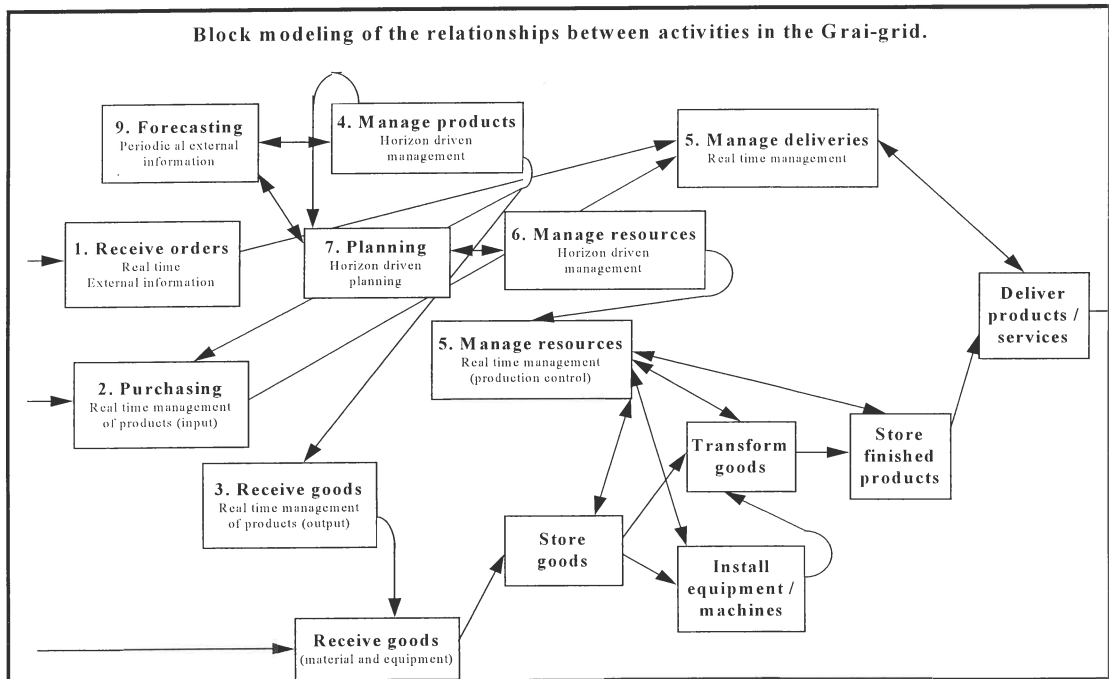 Block modeling of the relationships between activities in the Grai-grid.
9. Forecasting
Periodic al external
information
4. Manage products
Horizon driven
management
5. Manage deliveries
Real time management
1. Receive orders
Real time
External information
7. Planning
Horizon driven
planning
6. Manage resources
Horizon driven
management
Deliver
products /
services
5. Manage resources
Real time management
(production control)
2. Purchasing
Real time management
of products (input)
Transform
goods
Store
finished
products
3. Receive goods
Real time management
of products (output)
Store
goods
Install
equipment /
machines
Receive goods
(material and equipment)